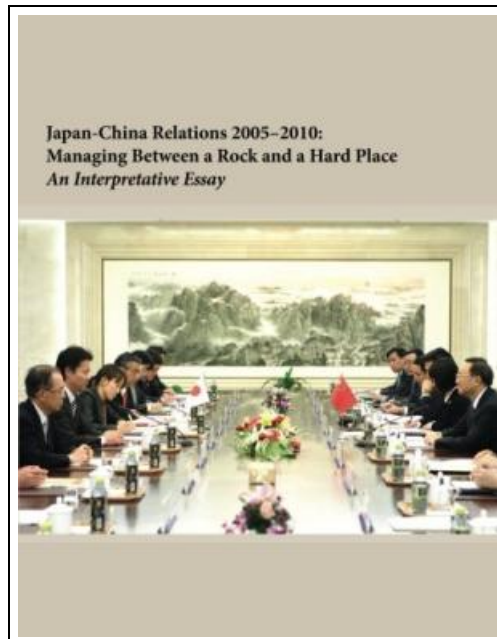 Japan-China Relations 2005–2010:
Managing Between a Rock and a Hard Place
An Interpretative Essay